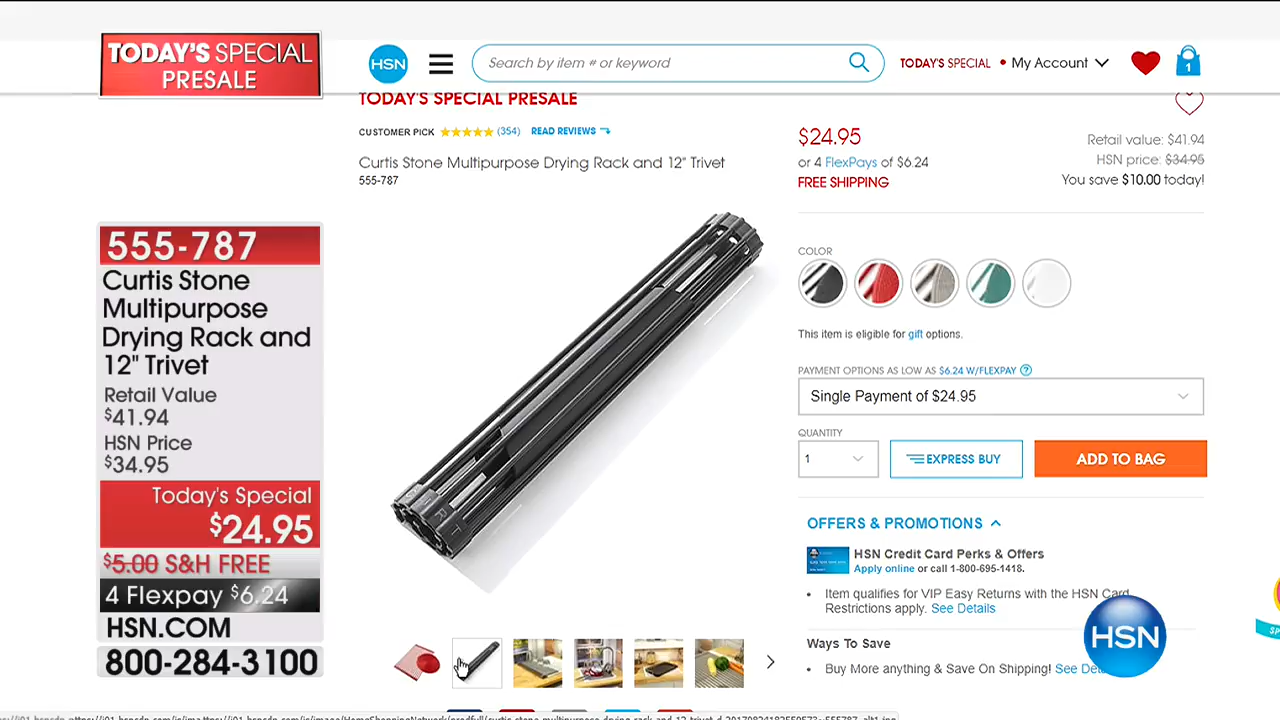 TODAY'S SPECIAL
PRESALE
HSN
Search by item # or keyword
TODAY'S SPECIAL
My Account
1
TODAY'S SPECIAL PRESALE
CUSTOMER PICK
(354)
READ REVIEWS
Curtis Stone Multipurpose Drying Rack and 12" Trivet
555-787
$24.95
or 4 FlexPays of $6.24
FREE SHIPPING
Retail value: $41.94
HSN price: $34.95
You save $10.00 today!
555-787
Curtis Stone
Multipurpose
Drying Rack and
12" Trivet
Retail Value
$41.94
HSN Price
$34.95
Today's Special
$24.95
$5.00 S&H FREE
4 Flexpay $6.24
HSN.COM
800-284-3100
COLOR
This item is eligible for gift options.
PAYMENT OPTIONS AS LOW AS $6.24 W/FLEXPAY ?
Single Payment of $24.95
QUANTITY
1
EXPRESS BUY
ADD TO BAG
OFFERS & PROMOTIONS
HSN Credit Card Perks & Offers
Apply online or call 1-800-695-1418.
• Item qualifies for VIP Easy Returns with the HSN Card.
Restrictions apply. See Details
Ways To Save
• Buy More anything & Save On Shipping! See
HSN